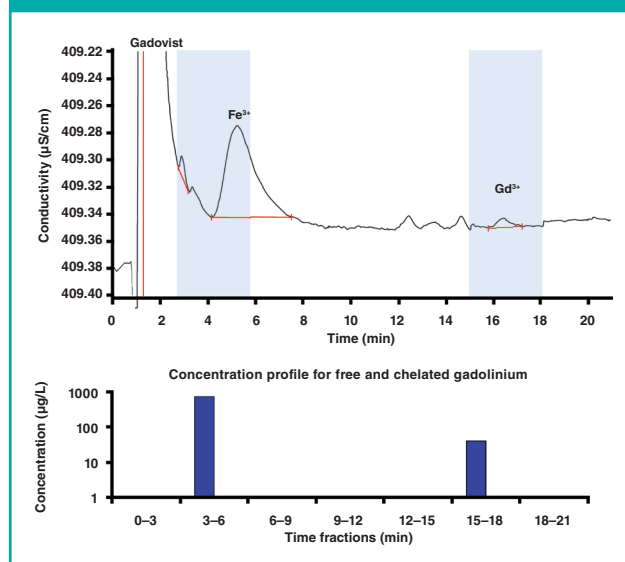 Gadovist
409.22
409.24
409.26
409.28
409.30
409.32
409.34
409.36
409.38
409.40
Conductivity (µS/cm)
Fe³⁺
Gd³⁺
0 2 4 6 8 10 12 14 16 18 20
Time (min)
Concentration profile for free and chelated gadolinium
Concentration (µg/L)
1000
100
10
1
0–3 3–6 6–9 9–12 12–15 15–18 18–21
Time fractions (min)